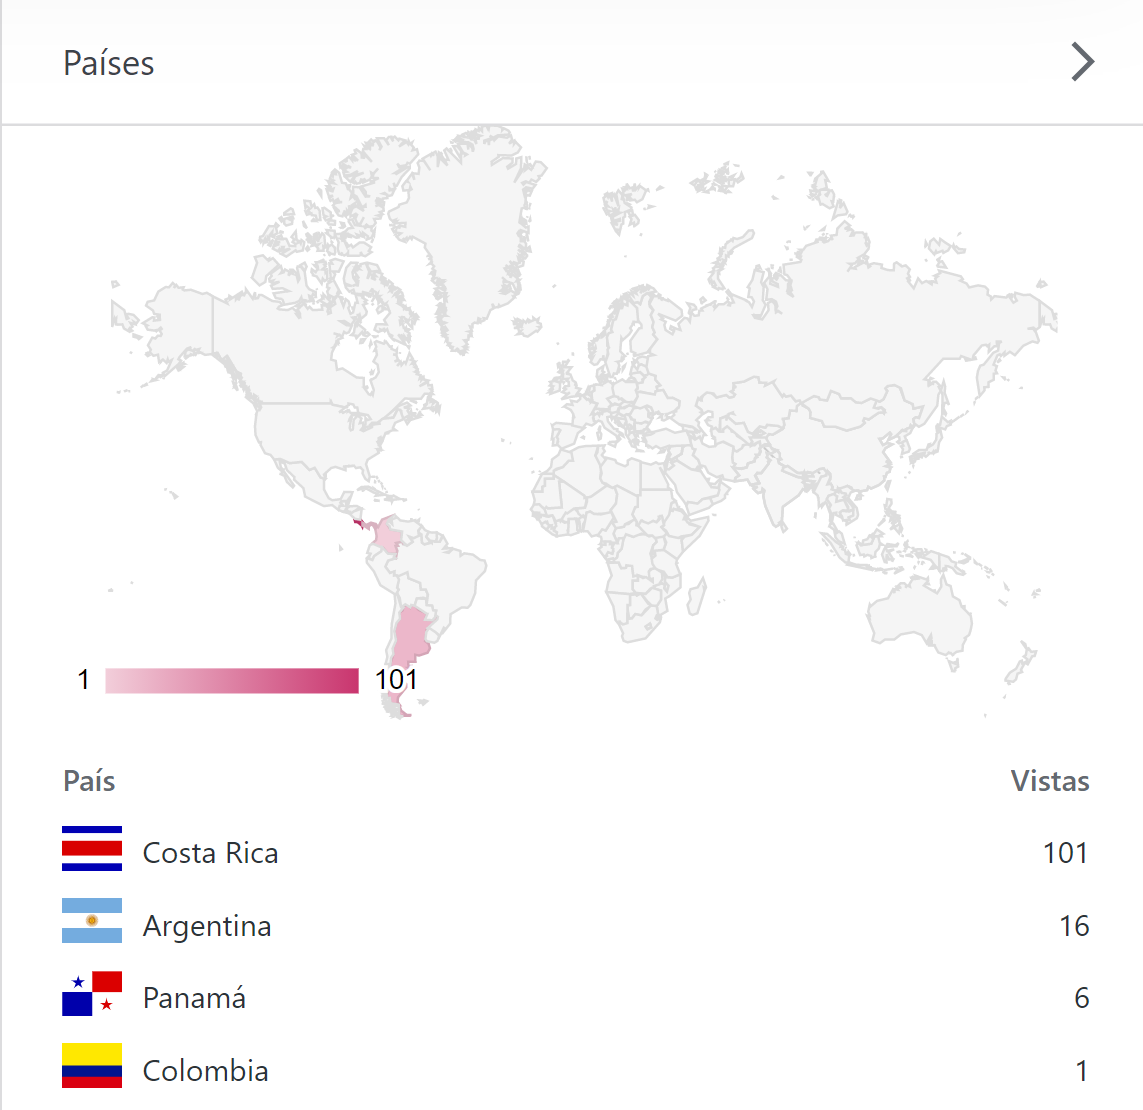 Países
1 101
País Vistas
Costa Rica 101
Argentina 16
Panamá 6
Colombia 1